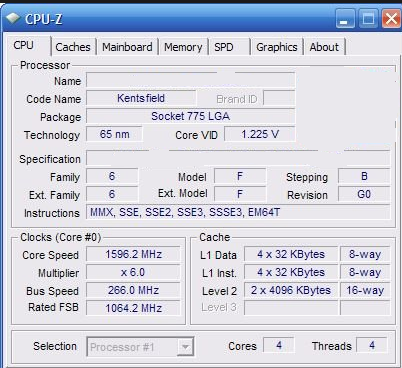 CPU-Z
CPU Caches Mainboard Memory SPD Graphics About
Processor
Name
Code Name Kentsfield Brand ID
Package Socket 775 LGA
Technology 65 nm Core VID 1.225 V
Specification
Family 6 Model F Stepping B
Ext. Family 6 Ext. Model F Revision G0
Instructions MMX, SSE, SSE2, SSE3, SSSE3, EM64T
Clocks (Core #0) Cache
Core Speed 1596.2 MHz L1 Data 4 x 32 KBytes 8-way
Multiplier x 6.0 L1 Inst. 4 x 32 KBytes 8-way
Bus Speed 266.0 MHz Level 2 2 x 4096 KBytes 16-way
Rated FSB 1064.2 MHz Level 3
Selection Processor #1 Cores 4 Threads 4